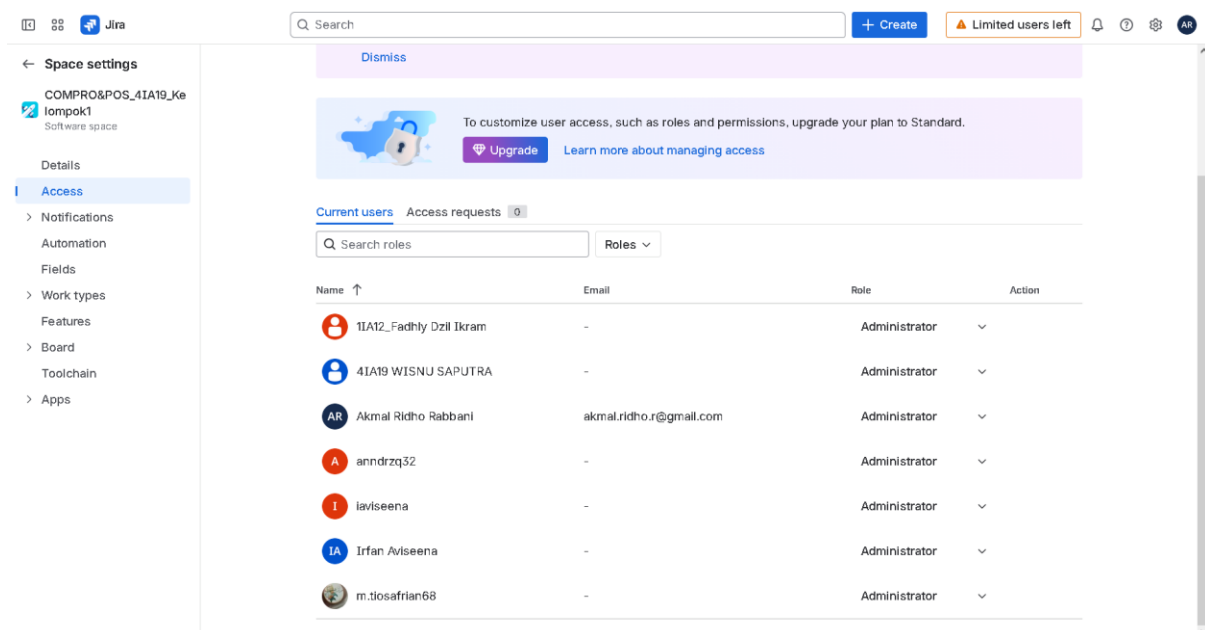 Jira
Search
+ Create
Limited users left
AR
Space settings
COMPRO&POS_4IA19_Ke
lompok1
Software space
Details
Access
Notifications
Automation
Fields
Work types
Features
Board
Toolchain
Apps
Dismiss
To customize user access, such as roles and permissions, upgrade your plan to Standard.
Upgrade Learn more about managing access
Current users Access requests 0
Search roles Roles
Name Email Role Action
1IA12_Fadhly Dzil Ikram - Administrator
4IA19 WISNU SAPUTRA - Administrator
AR Akmal Ridho Rabbani akmal.ridho.r@gmail.com Administrator
A anndrzq32 - Administrator
I iaviseena - Administrator
IA Irfan Aviseena - Administrator
m.tiosafrian68 - Administrator